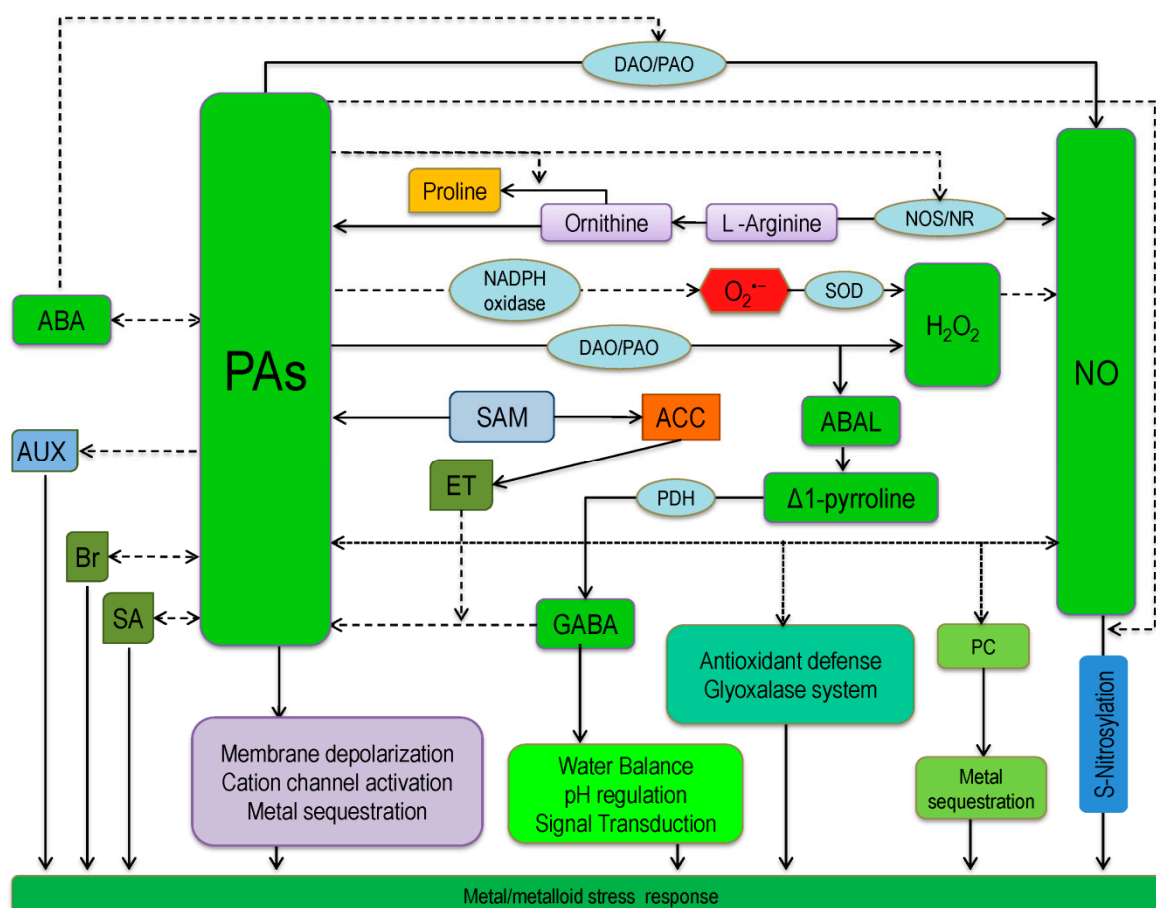 DAO/PAO
Proline
Ornithine
L -Arginine
NOS/NR
NADPH
oxidase
O₂•−
SOD
H₂O₂
ABA
PAs
NO
DAO/PAO
SAM
ACC
ABAL
AUX
ET
PDH
Δ1-pyrroline
Br
SA
GABA
Antioxidant defense
Glyoxalase system
PC
S-Nitrosylation
Membrane depolarization
Cation channel activation
Metal sequestration
Water Balance
pH regulation
Signal Transduction
Metal
sequestration
Metal/metalloid stress response